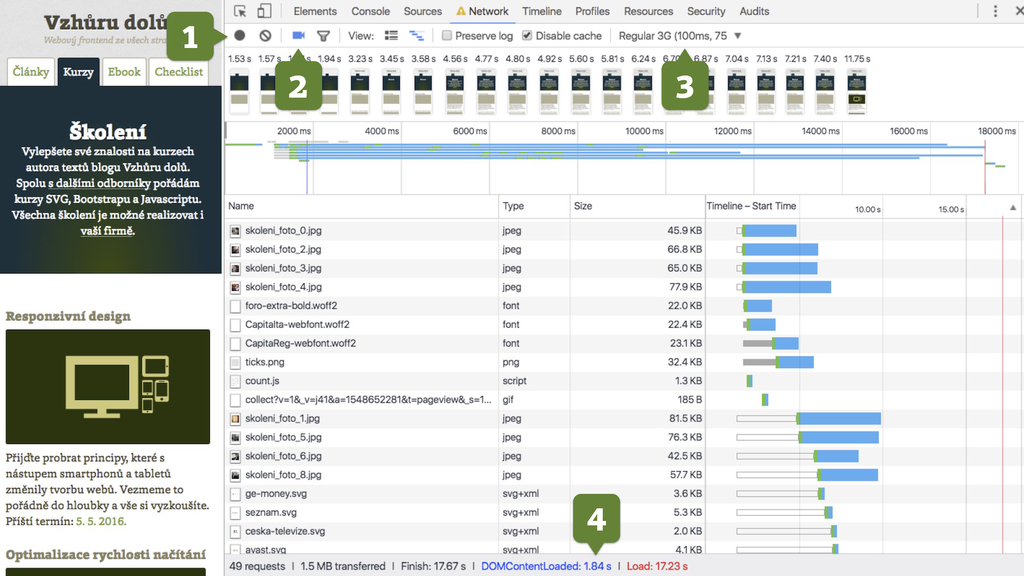 Vzhůru dolů
Webový frontend ze všech stran
Články
Kurzy
Ebook
Checklist
Školení
Vylepšete své znalosti na kurzech
autora textů blogu Vzhůru dolů.
Spolu s dalšími odborníky pořádám
kurzy SVG, Bootstrapu a Javascriptu.
Všechna školení je možné realizovat i
vaší firmě.
Responzivní design
Přijďte probrat principy, které s
nástupem smartphonů a tabletů
změnily tvorbu webů. Vezmeme to
pořádně do hloubky a vše si vyzkoušíte.
Příští termín: 5. 5. 2016.
Optimalizace rychlosti načítání
Elements Console Sources Network Timeline Profiles Resources Security Audits
1
View: Preserve log Disable cache Regular 3G (100ms, 75
2
3
1.53 s 1.57 1.94 s 3.23 s 3.45 s 3.58 s 4.56 s 4.77 s 4.80 s 4.92 s 5.60 s 5.81 s 6.24 s 6.87 s 7.04 s 7.13 s 7.21 s 7.40 s 11.75 s
2000 ms 4000 ms 6000 ms 8000 ms 10000 ms 12000 ms 14000 ms 16000 ms 18000 ms
Name Type Size Timeline – Start Time 10.00 s 15.00 s
skoleni_foto_0.jpg jpeg 45.9 KB
skoleni_foto_2.jpg jpeg 66.8 KB
skoleni_foto_3.jpg jpeg 65.0 KB
skoleni_foto_4.jpg jpeg 77.9 KB
foro-extra-bold.woff2 font 22.0 KB
Capitalta-webfont.woff2 font 22.4 KB
CapitaReg-webfont.woff2 font 23.1 KB
ticks.png png 32.4 KB
count.js script 1.3 KB
collect?v=1&_v=j41&a=1548652281&t=pageview&_s=1... gif 185 B
skoleni_foto_1.jpg jpeg 81.5 KB
skoleni_foto_5.jpg jpeg 76.3 KB
skoleni_foto_6.jpg jpeg 42.5 KB
skoleni_foto_8.jpg jpeg 57.7 KB
ge-money.svg svg+xml 3.6 KB
seznam.svg svg+xml 5.3 KB
ceska-televize.svg svg+xml 2.0 KB
avast.svg svg+xml 4.1 KB
4
49 requests | 1.5 MB transferred | Finish: 17.67 s | DOMContentLoaded: 1.84 s | Load: 17.23 s